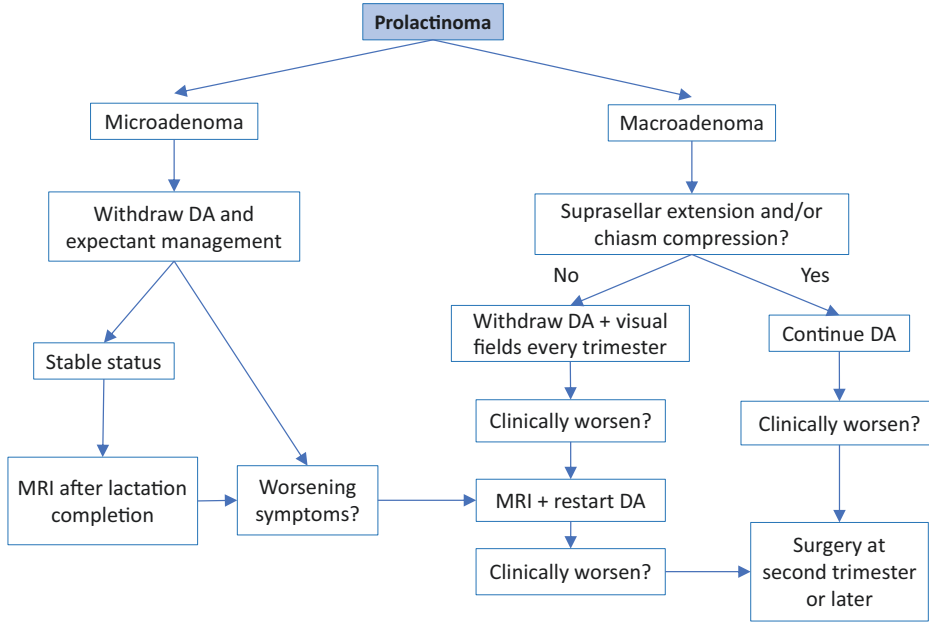 Prolactinoma
Microadenoma
Macroadenoma
Withdraw DA and
expectant management
Suprasellar extension and/or
chiasm compression?
No
Yes
Stable status
Withdraw DA + visual
fields every trimester
Continue DA
Clinically worsen?
Clinically worsen?
MRI after lactation
completion
Worsening
symptoms?
MRI + restart DA
Clinically worsen?
Surgery at
second trimester
or later